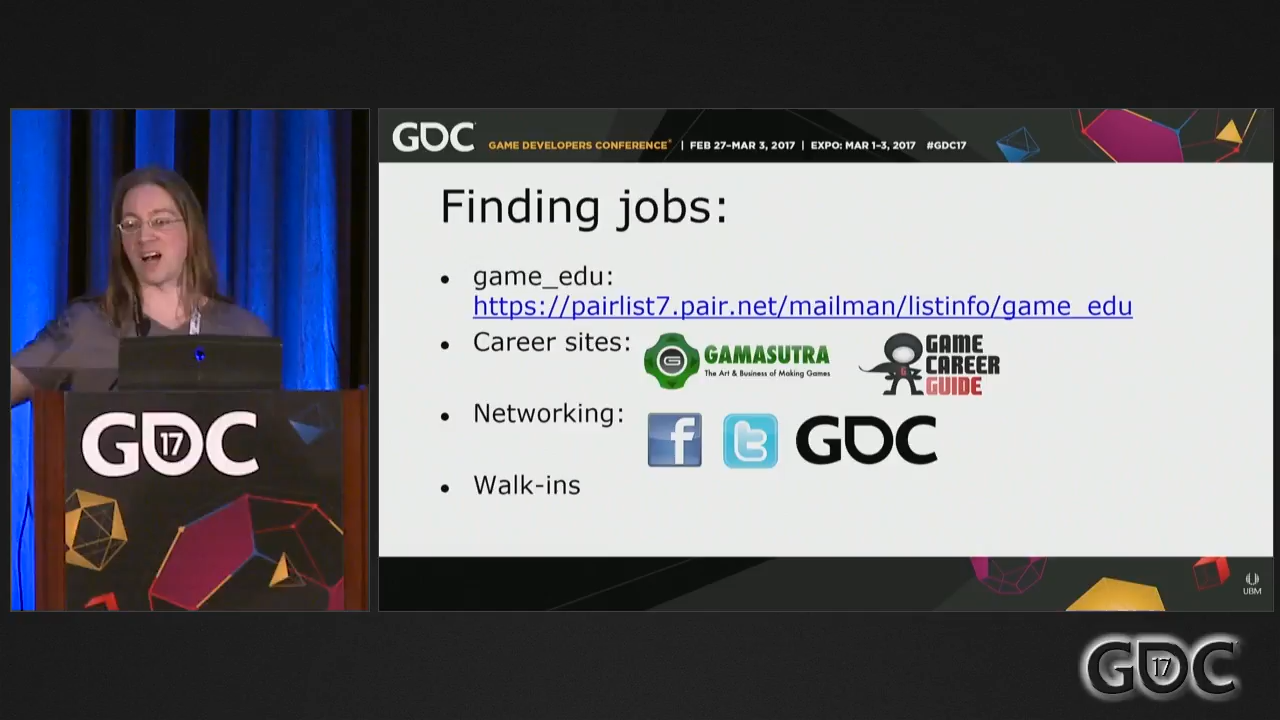 GDC
GAME DEVELOPERS CONFERENCE® | FEB 27–MAR 3, 2017 | EXPO: MAR 1–3, 2017 #GDC17
Finding jobs:
• game_edu:
https://pairlist7.pair.net/mailman/listinfo/game_edu
• Career sites:
G
GAMASUTRA
The Art & Business of Making Games
G
GAME
CAREER
GUIDE
• Networking:
f
t
GDC
• Walk-ins
GDC
17
UBM
GDC
17